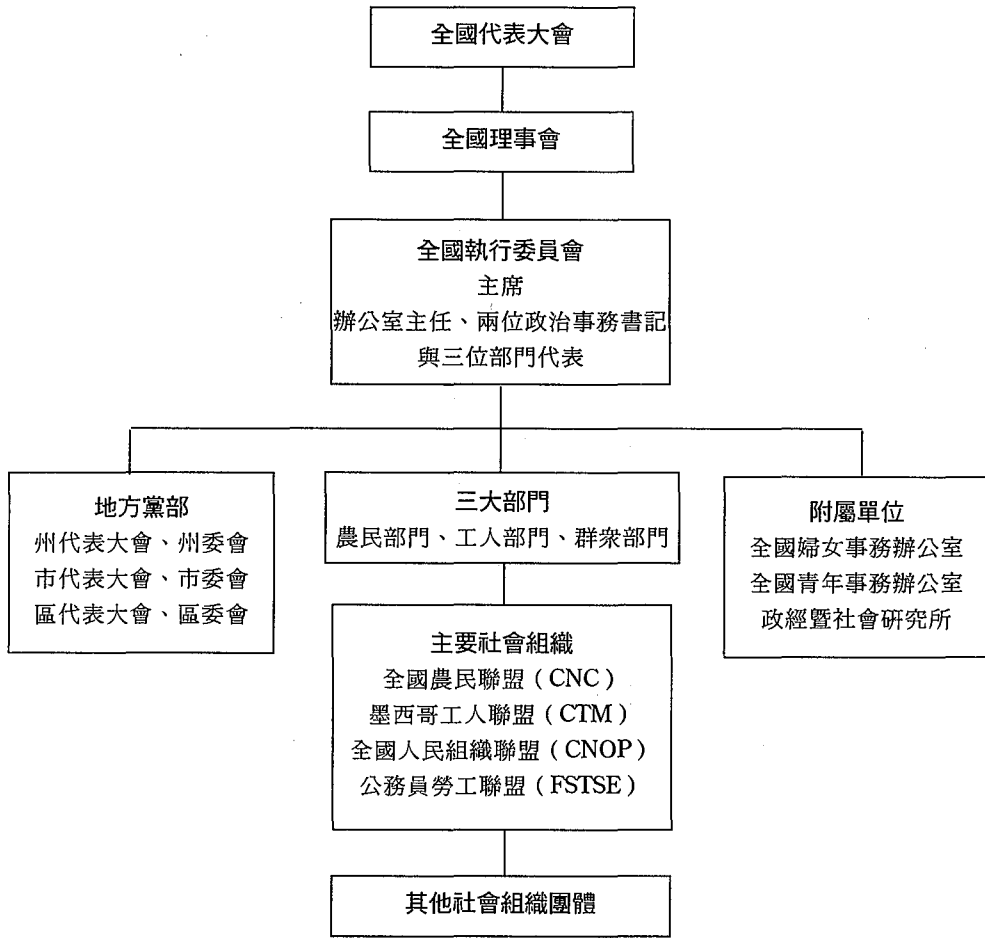 全國代表大會
全國理事會
全國執行委員會
主席
辦公室主任、兩位政治事務書記
與三位部門代表
地方黨部
州代表大會、州委會
市代表大會、市委會
區代表大會、區委會
三大部門
農民部門、工人部門、群衆部門
附屬單位
全國婦女事務辦公室
全國青年事務辦公室
政經暨社會研究所
主要社會組織
全國農民聯盟（CNC）
墨西哥工人聯盟（CTM）
全國人民組織聯盟（CNOP）
公務員勞工聯盟（FSTSE）
其他社會組織團體